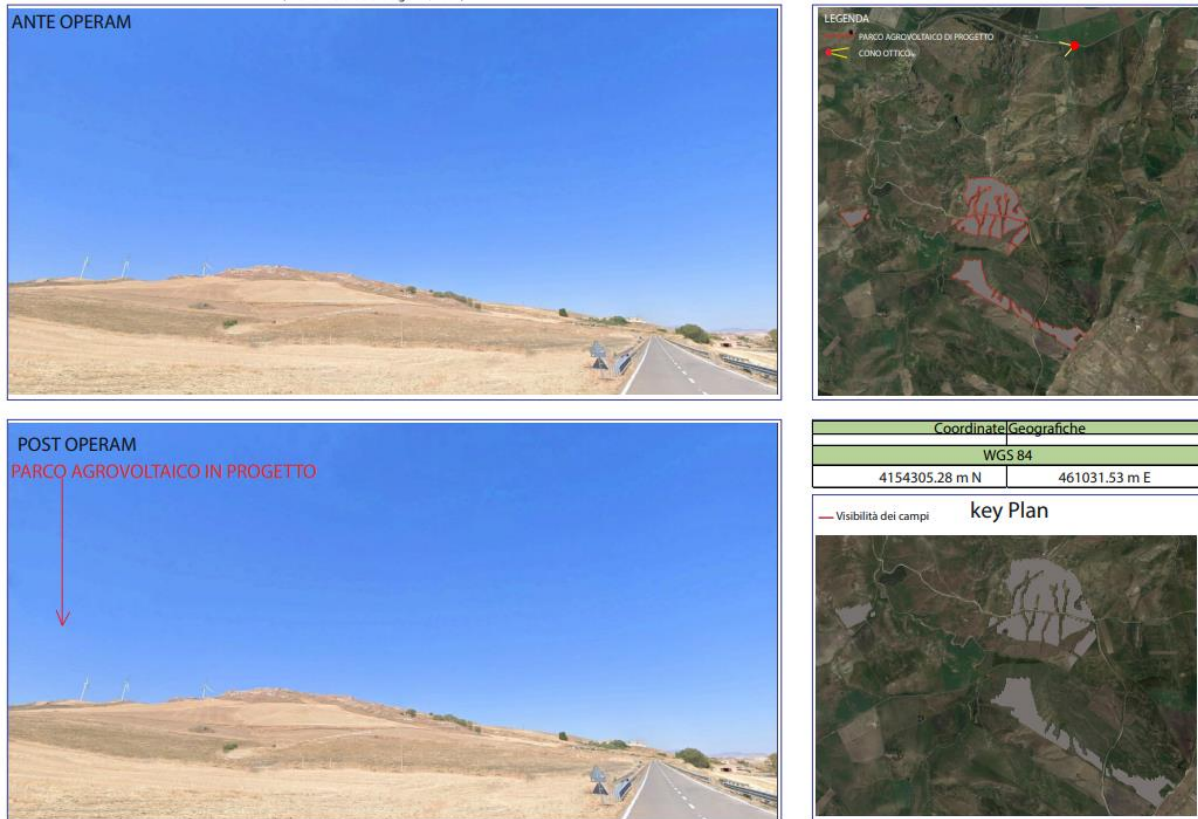 ANTE OPERAM
LEGENDA
PARCO AGROVOLTAICO DI PROGETTO
CONO OTTICO
POST OPERAM
PARCO AGROVOLTAICO IN PROGETTO
Coordinate Geografiche
WGS 84
4154305.28 m N 461031.53 m E
Visibilità dei campi
key Plan